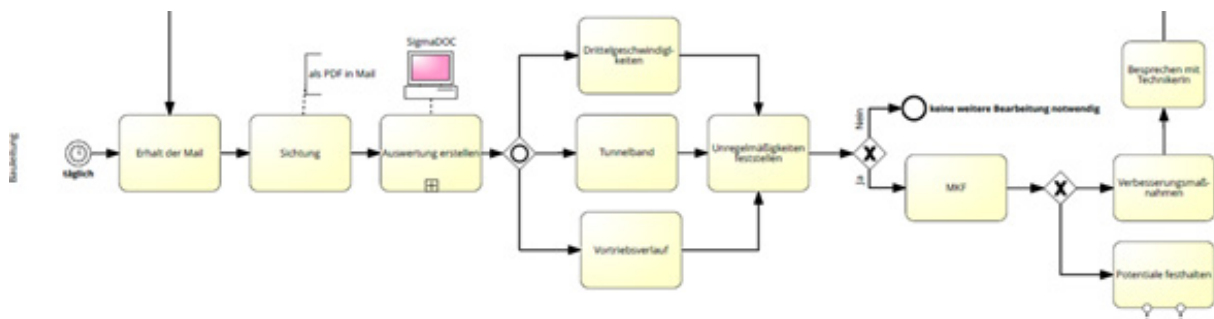 Bauleitung
täglich
Erhalt der Mail
als PDF in Mail
Sichtung
SigmaDOC
Auswertung erstellen
Drittelgeschwindigk-
keiten
Tunnelband
Vortriebsverlauf
Unregelmäßigkeiten
feststellen
Nein
keine weitere Bearbeitung notwendig
Ja
MKF
Besprechen mit
TechnikerIn
Verbesserungsmaß-
nahmen
Potentiale festhalten